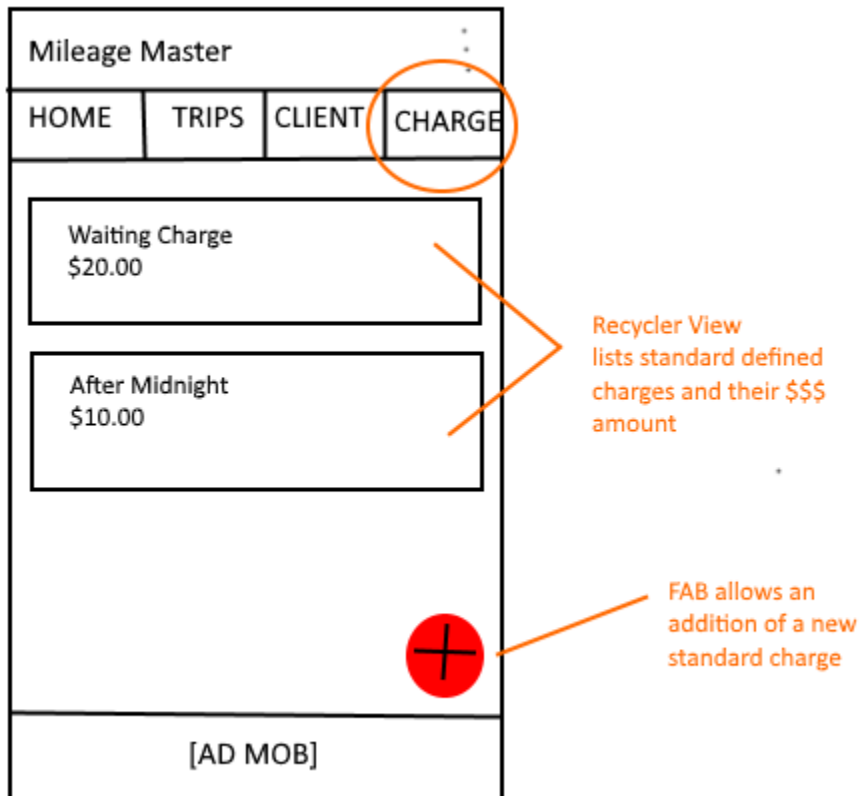 Mileage Master
HOME TRIPS CLIENT CHARGE
Waiting Charge
$20.00
After Midnight
$10.00
Recycler View
lists standard defined
charges and their $$$
amount
FAB allows an
addition of a new
standard charge
[AD MOB]